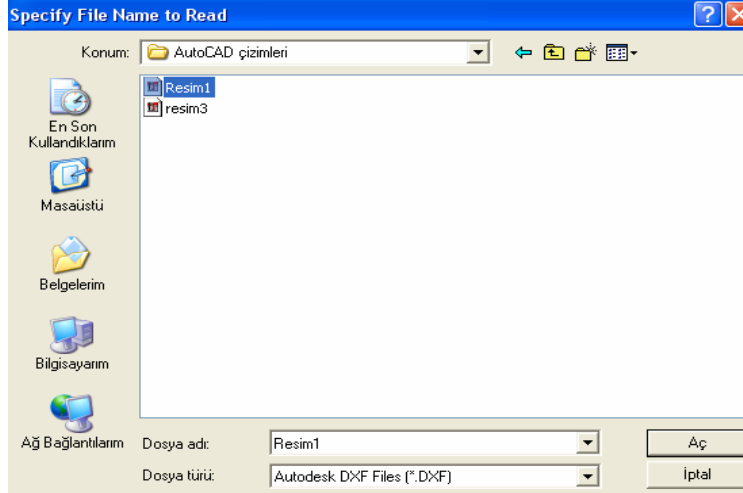 Specify File Name to Read
Konum: AutoCAD çizimleri
Resim1
resim3
En Son
Kullandıklarım
Masaüstü
Belgelerim
Bilgisayarım
Ağ Bağlantılarım
Dosya adı: Resim1 Aç
Dosya türü: Autodesk DXF Files (*.DXF) İptal